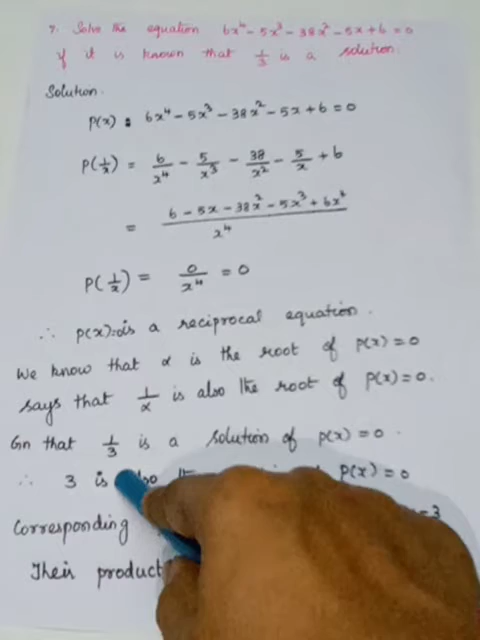 7. Solve the equation 6x⁴ - 5x³ - 38x² - 5x + 6 = 0
if it is known that 1/3 is a solution.
Solution.
P(x) = 6x⁴ - 5x³ - 38x² - 5x + 6 = 0
P(1/x) = 6/x⁴ - 5/x³ - 38/x² - 5/x + 6
= (6 - 5x - 38x² - 5x³ + 6x⁴)/x⁴
P(1/x) = 0/x⁴ = 0
∴ P(x)=0 is a reciprocal equation.
We know that α is the root of P(x) = 0
says that 1/α is also the root of P(x) = 0.
Gn that 1/3 is a solution of P(x) = 0.
∴ 3 is also P(x) = 0
Corresponding - 3
Their product